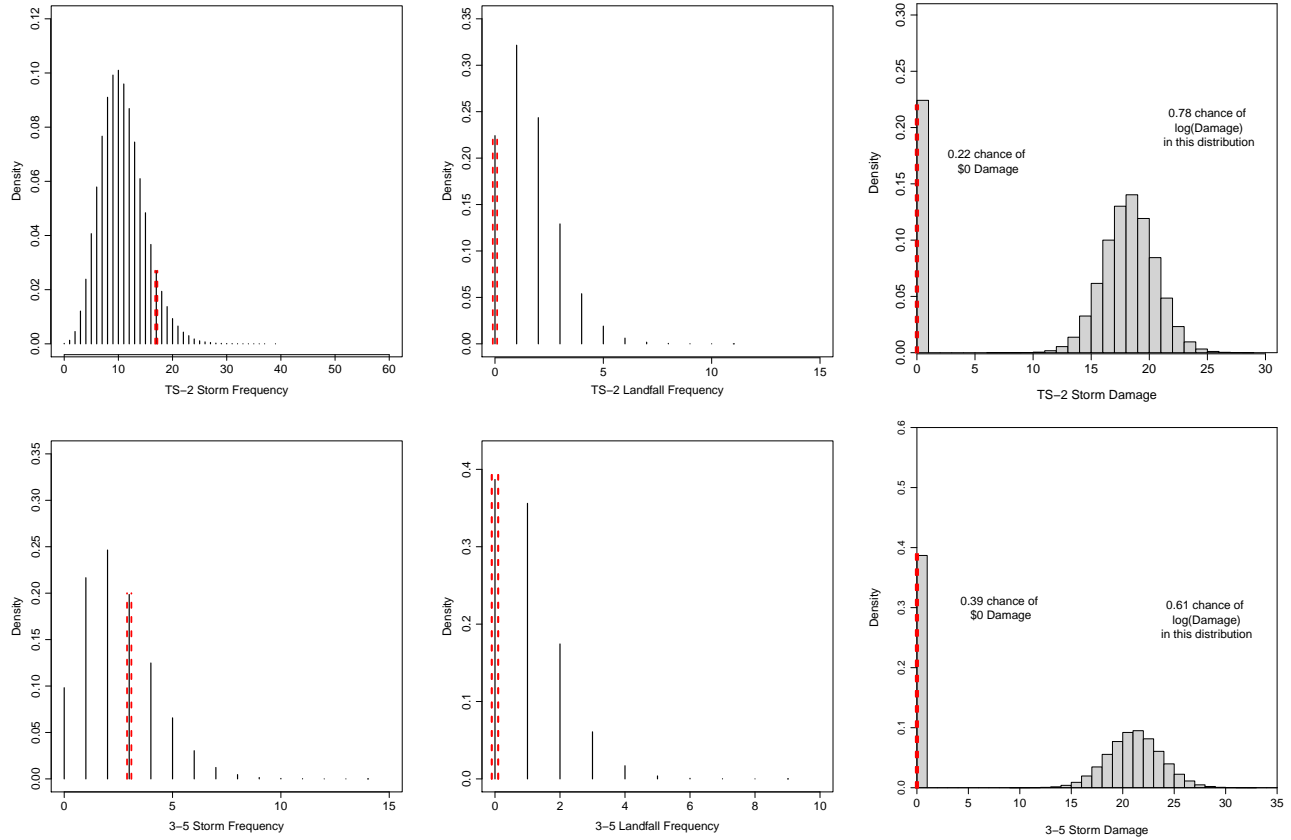 0.00 0.02 0.04 0.06 0.08 0.10 0.12
Density
0 10 20 30 40 50 60
TS−2 Storm Frequency
0.00 0.05 0.10 0.15 0.20 0.25 0.30 0.35
Density
0 5 10 15
TS−2 Landfall Frequency
0.00 0.05 0.10 0.15 0.20 0.25 0.30
Density
0.22 chance of
$0 Damage
0.78 chance of
log(Damage)
in this distribution
0 5 10 15 20 25 30
TS−2 Storm Damage
0.00 0.05 0.10 0.15 0.20 0.25 0.30 0.35
Density
0 5 10 15
3−5 Storm Frequency
0.0 0.1 0.2 0.3 0.4
Density
0 2 4 6 8 10
3−5 Landfall Frequency
0.0 0.1 0.2 0.3 0.4 0.5 0.6
Density
0.39 chance of
$0 Damage
0.61 chance of
log(Damage)
in this distribution
0 5 10 15 20 25 30 35
3−5 Storm Damage